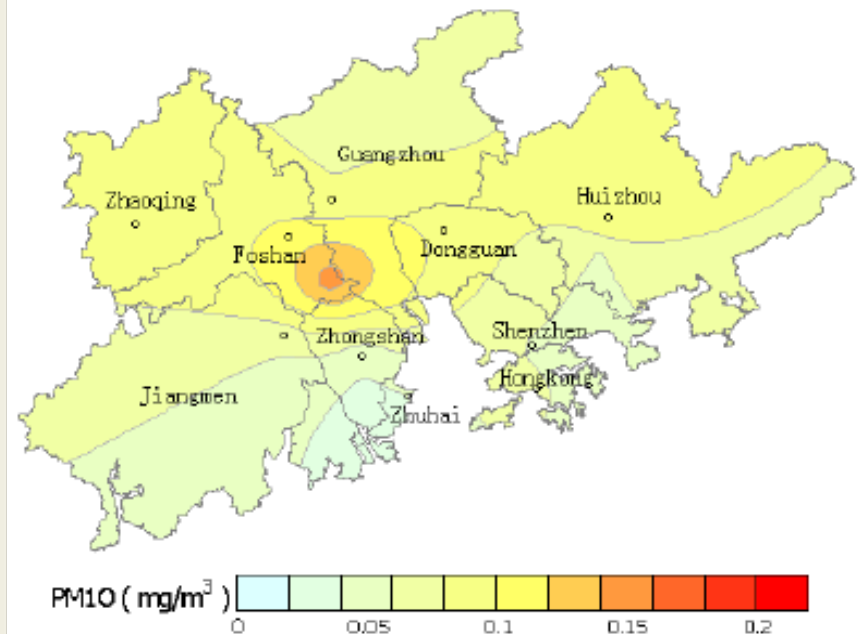 Guangzhou
Zhaoqing
Huizhou
Foshan
Dongguan
Zhongshan
Shenzhen
Hongkong
Jiangmen
Zhuhai
PM10 ( mg/m³ )
0 0.05 0.1 0.15 0.2